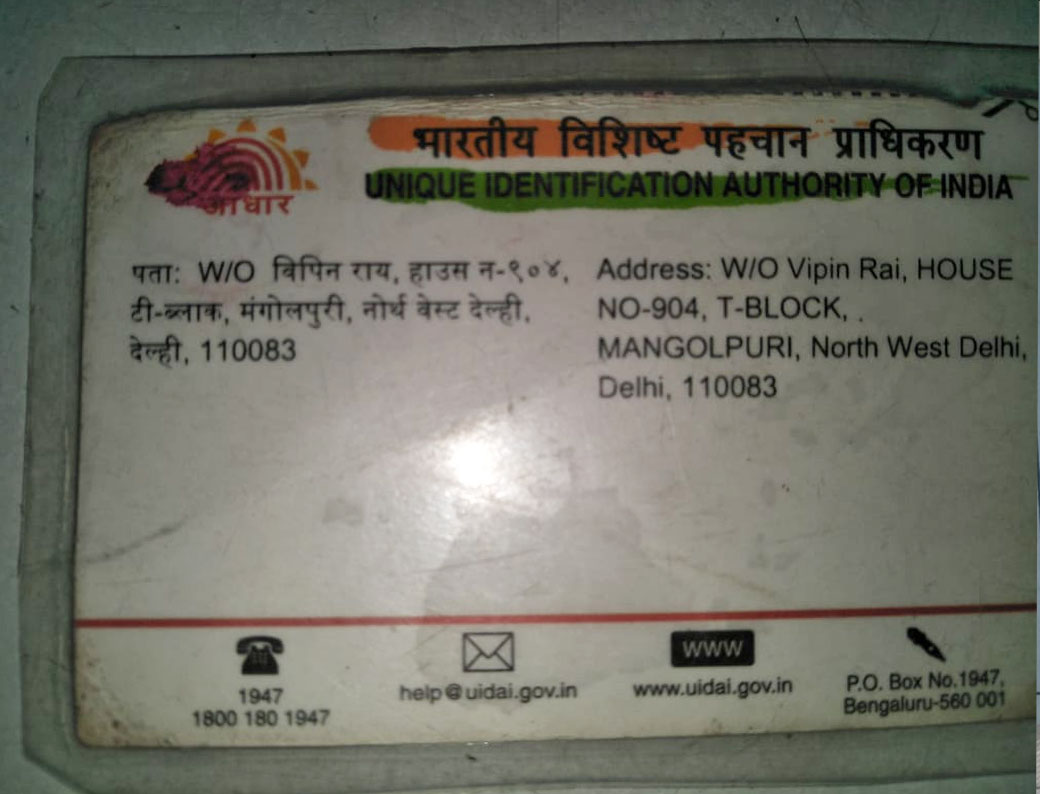 भारतीय विशिष्ट पहचान प्राधिकरण
UNIQUE IDENTIFICATION AUTHORITY OF INDIA
आधार
पता: W/O विपिन राय, हाउस न-९०४,
टी-ब्लाक, मंगोलपुरी, नोर्थ वेस्ट देल्ही,
देल्ही, 110083
Address: W/O Vipin Rai, HOUSE
NO-904, T-BLOCK, .
MANGOLPURI, North West Delhi,
Delhi, 110083
1947
1800 180 1947
help@uidai.gov.in
www
www.uidai.gov.in
P.O. Box No.1947,
Bengaluru-560 001